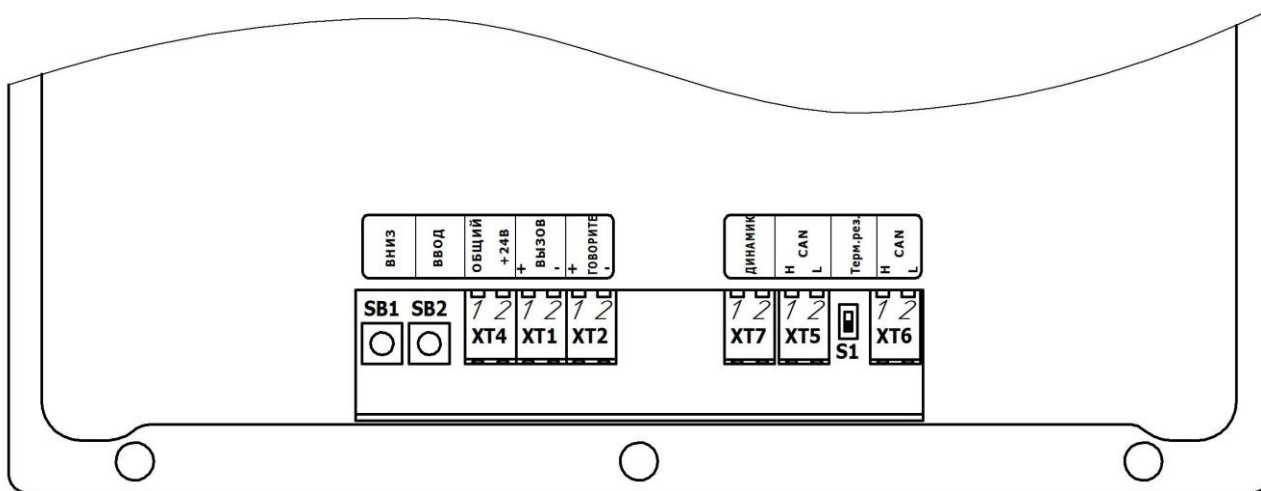 ВНИЗ
ВВОД
ОБЩИЙ
+24В
+ ВЫЗОВ -
+ ГОВОРИТЕ -
ДИНАМИК
H CAN L
Терм.рез.
H CAN L
SB1 SB2 1 2 1 2 1 2 1 2 1 2 1 2
XT4 XT1 XT2 XT7 XT5 S1 XT6